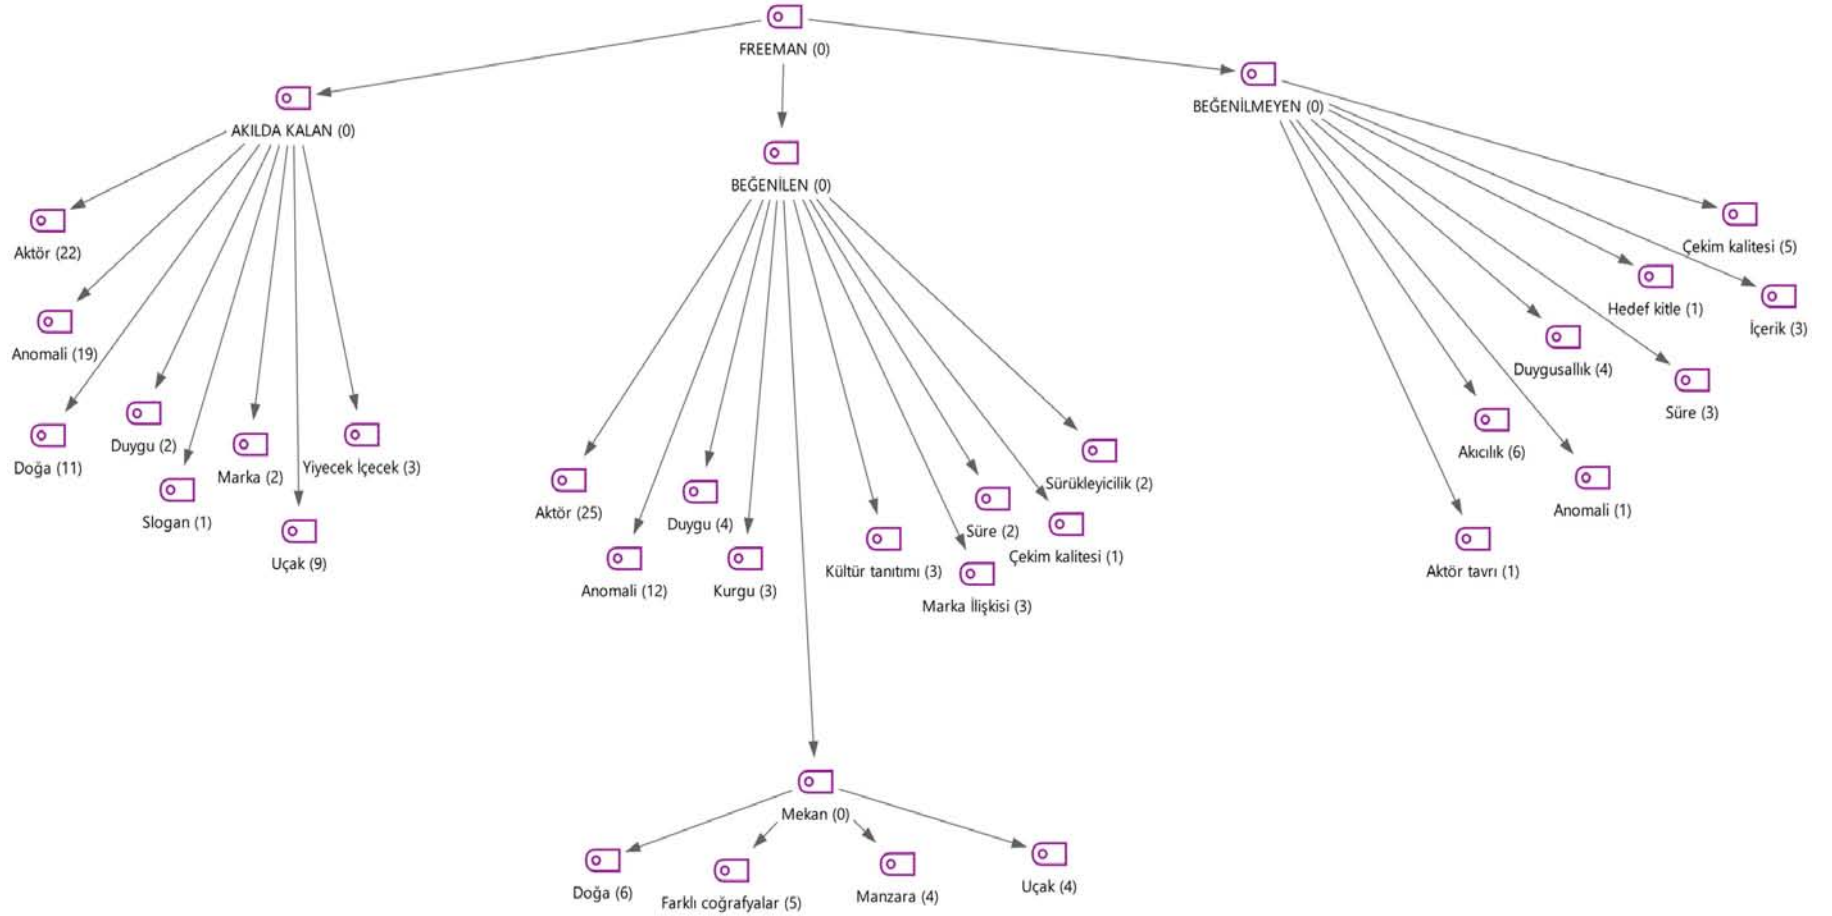 FREEMAN (0)
AKILDA KALAN (0)
BEĞENİLEN (0)
BEĞENİLMEYEN (0)
Aktör (22)
Anomali (19)
Doğa (11)
Duygu (2)
Slogan (1)
Marka (2)
Uçak (9)
Yiyecek İçecek (3)
Aktör (25)
Anomali (12)
Duygu (4)
Kurgu (3)
Kültür tanıtımı (3)
Marka İlişkisi (3)
Süre (2)
Çekim kalitesi (1)
Sürükleyicilik (2)
Mekan (0)
Doğa (6)
Farklı coğrafyalar (5)
Manzara (4)
Uçak (4)
Aktör tavrı (1)
Akıcılık (6)
Anomali (1)
Duygusallık (4)
Süre (3)
Hedef kitle (1)
İçerik (3)
Çekim kalitesi (5)